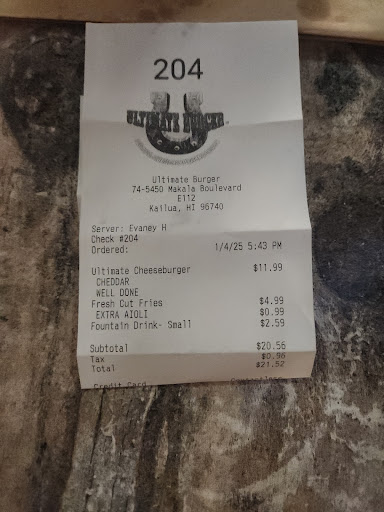 204
ULTIMATE BURGER
Ultimate Burger
74-5450 Makala Boulevard
E112
Kailua, HI 96740
Server: Evaney H
Check #204
Ordered: 1/4/25 5:43 PM
Ultimate Cheeseburger $11.99
CHEDDAR
WELL DONE
Fresh Cut Fries $4.99
EXTRA AIOLI $0.99
Fountain Drink- Small $2.59
Subtotal $20.56
Tax $0.96
Total $21.52
Credit Card